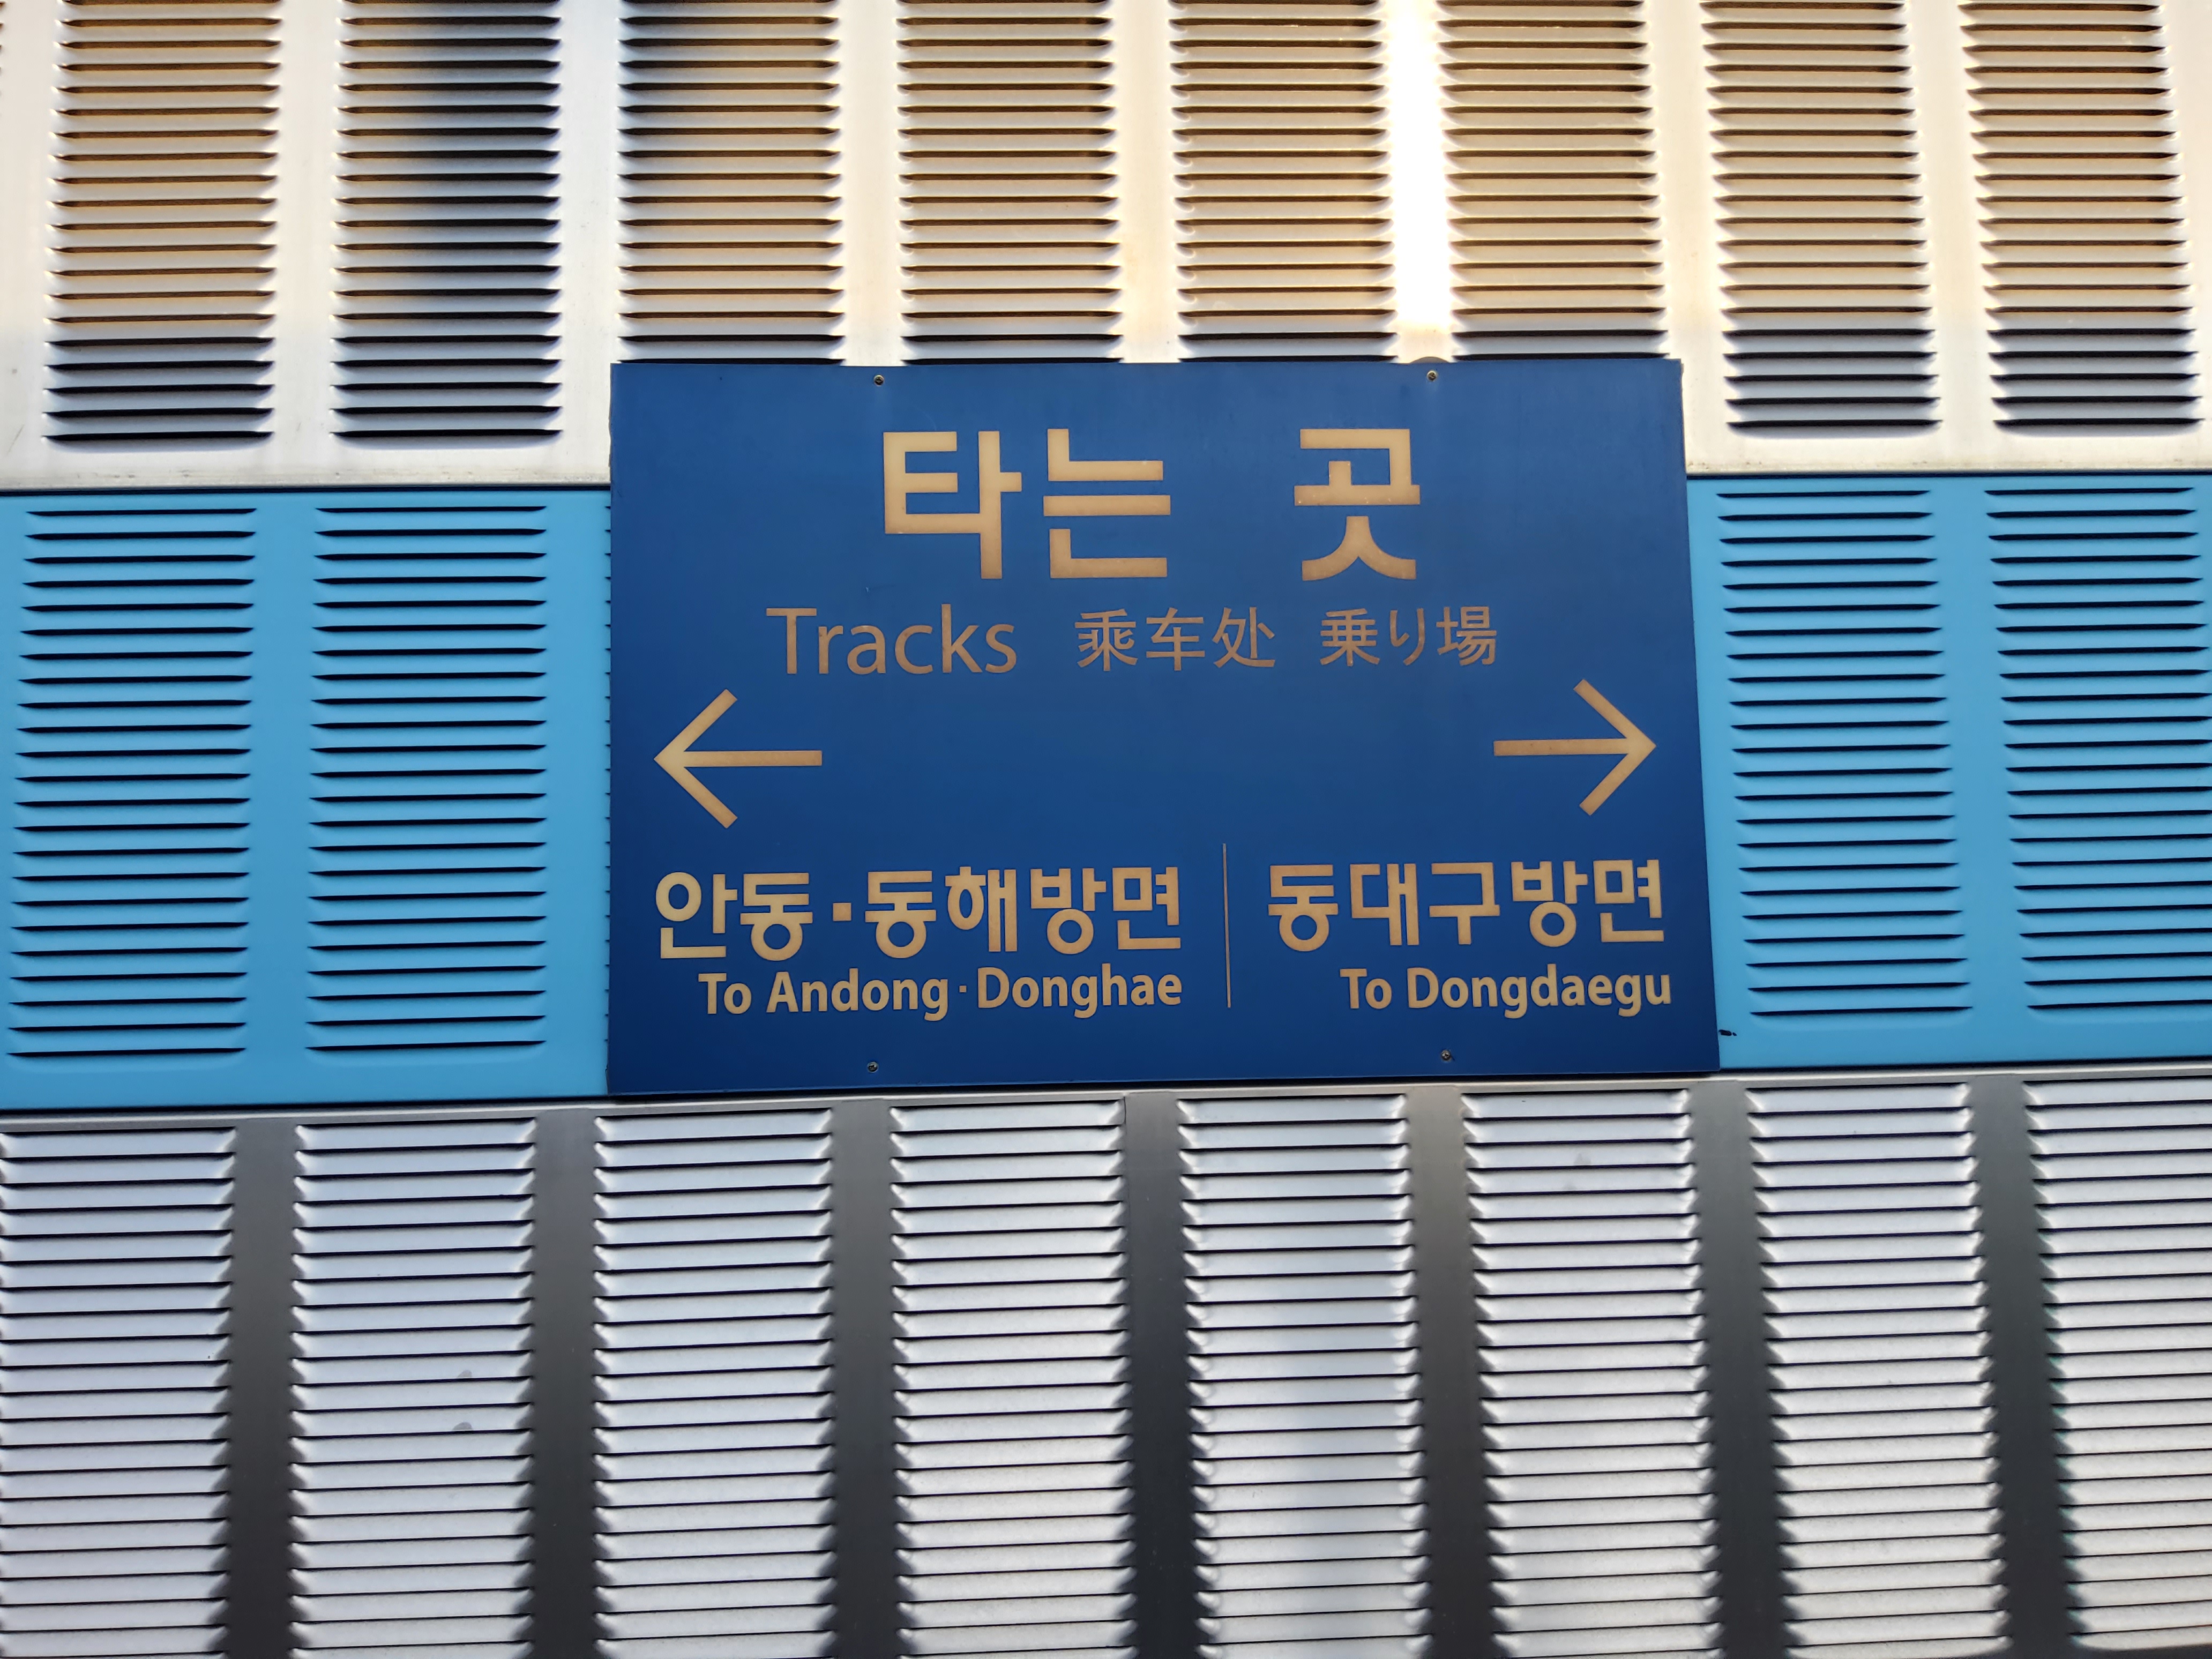 타는 곳
Tracks 乘车处 乗り場
← →
안동·동해방면 동대구방면
To Andong·Donghae To Dongdaegu